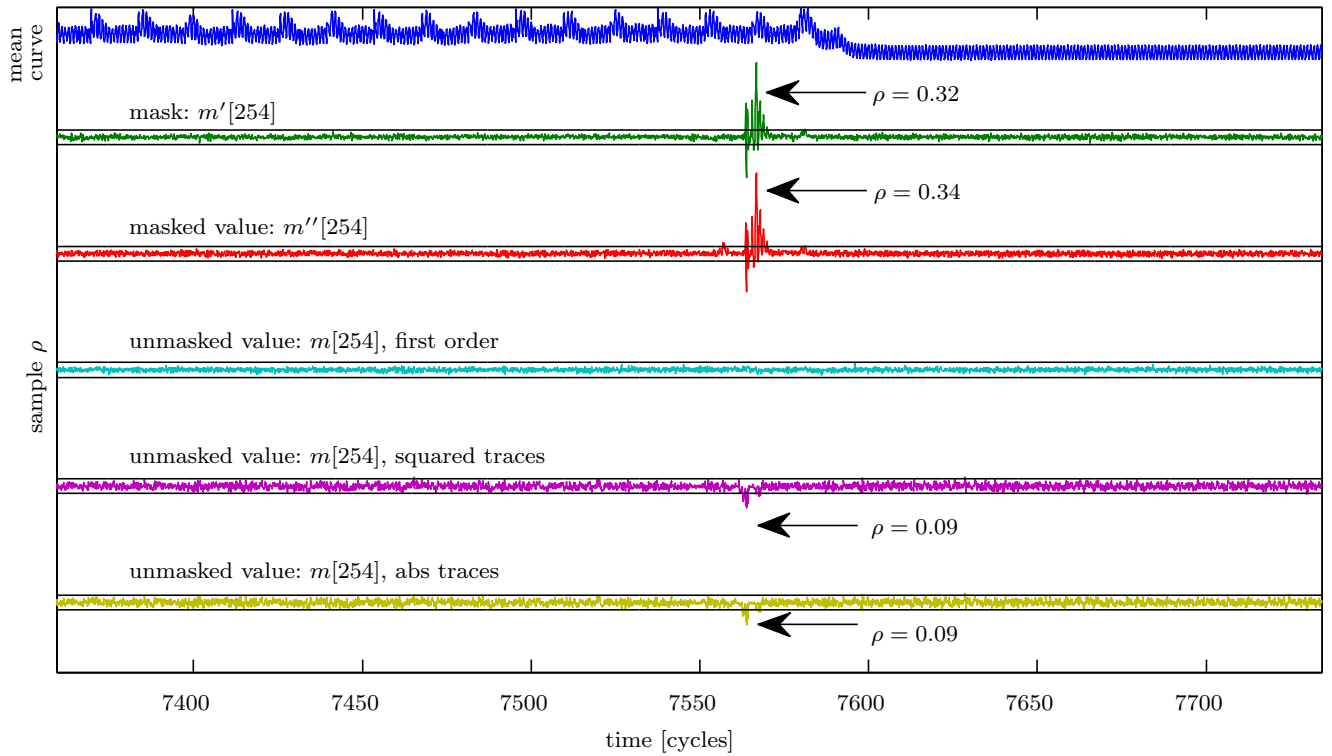 mean
curve
ρ = 0.32
mask: m′[254]
ρ = 0.34
masked value: m′′[254]
unmasked value: m[254], first order
sample ρ
unmasked value: m[254], squared traces
ρ = 0.09
unmasked value: m[254], abs traces
ρ = 0.09
7400 7450 7500 7550 7600 7650 7700
time [cycles]